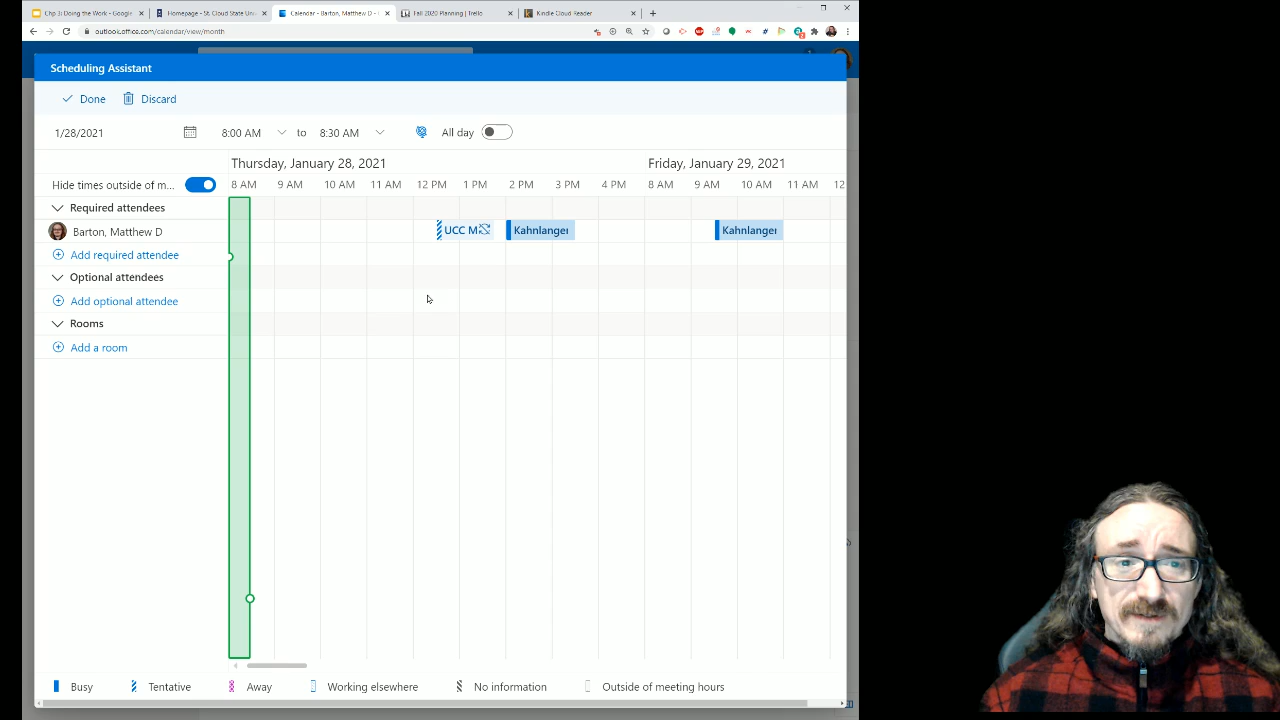 Chp 3: Doing the Work - Google
Homepage - St. Cloud State Uni
Calendar - Barton, Matthew D -
Fall 2020 Planning | Trello
Kindle Cloud Reader
outlook.office.com/calendar/view/month
Scheduling Assistant
Done
Discard
1/28/2021
8:00 AM
to
8:30 AM
All day
Thursday, January 28, 2021
Friday, January 29, 2021
Hide times outside of m...
8 AM 9 AM 10 AM 11 AM 12 PM 1 PM 2 PM 3 PM 4 PM 8 AM 9 AM 10 AM 11 AM 12
Required attendees
Barton, Matthew D
UCC M
Kahnlanger
Kahnlanger
Add required attendee
Optional attendees
Add optional attendee
Rooms
Add a room
Busy
Tentative
Away
Working elsewhere
No information
Outside of meeting hours